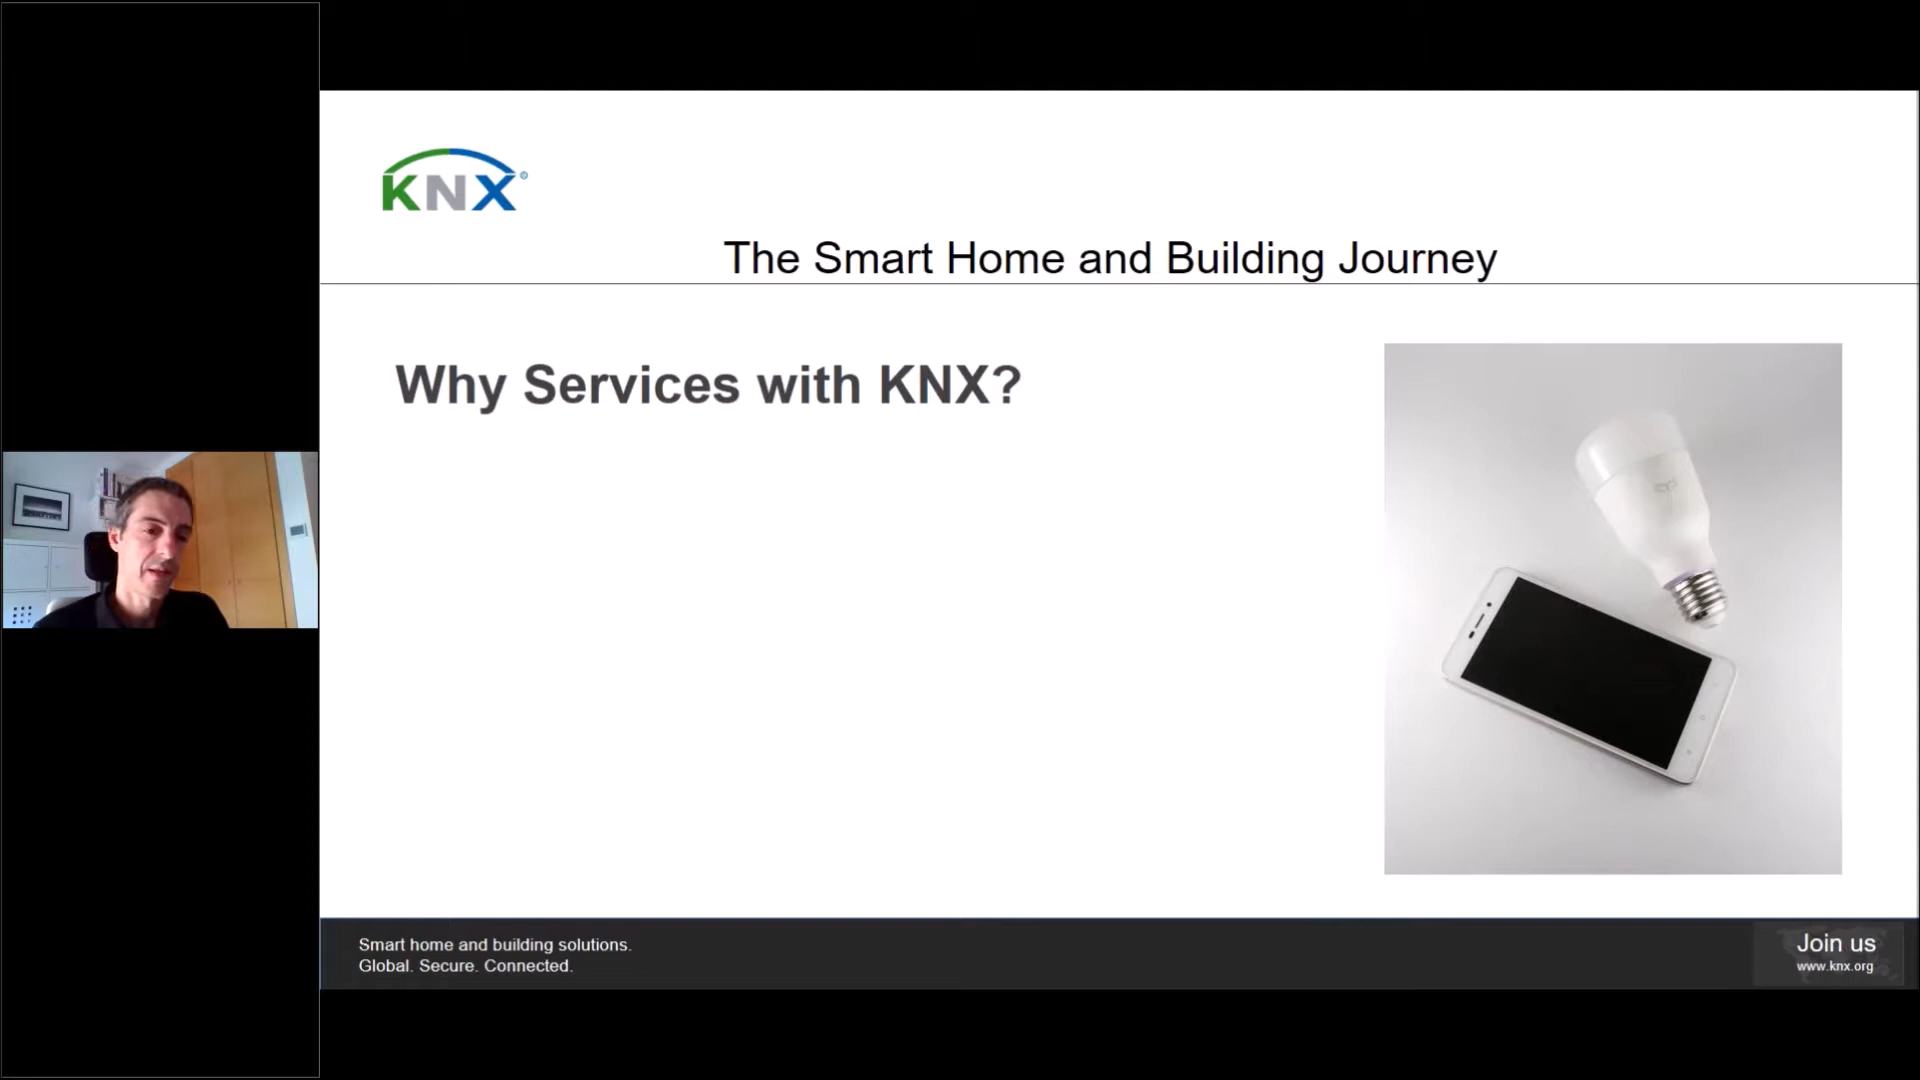 KNX®
The Smart Home and Building Journey
Why Services with KNX?
Smart home and building solutions.
Global. Secure. Connected.
Join us
www.knx.org